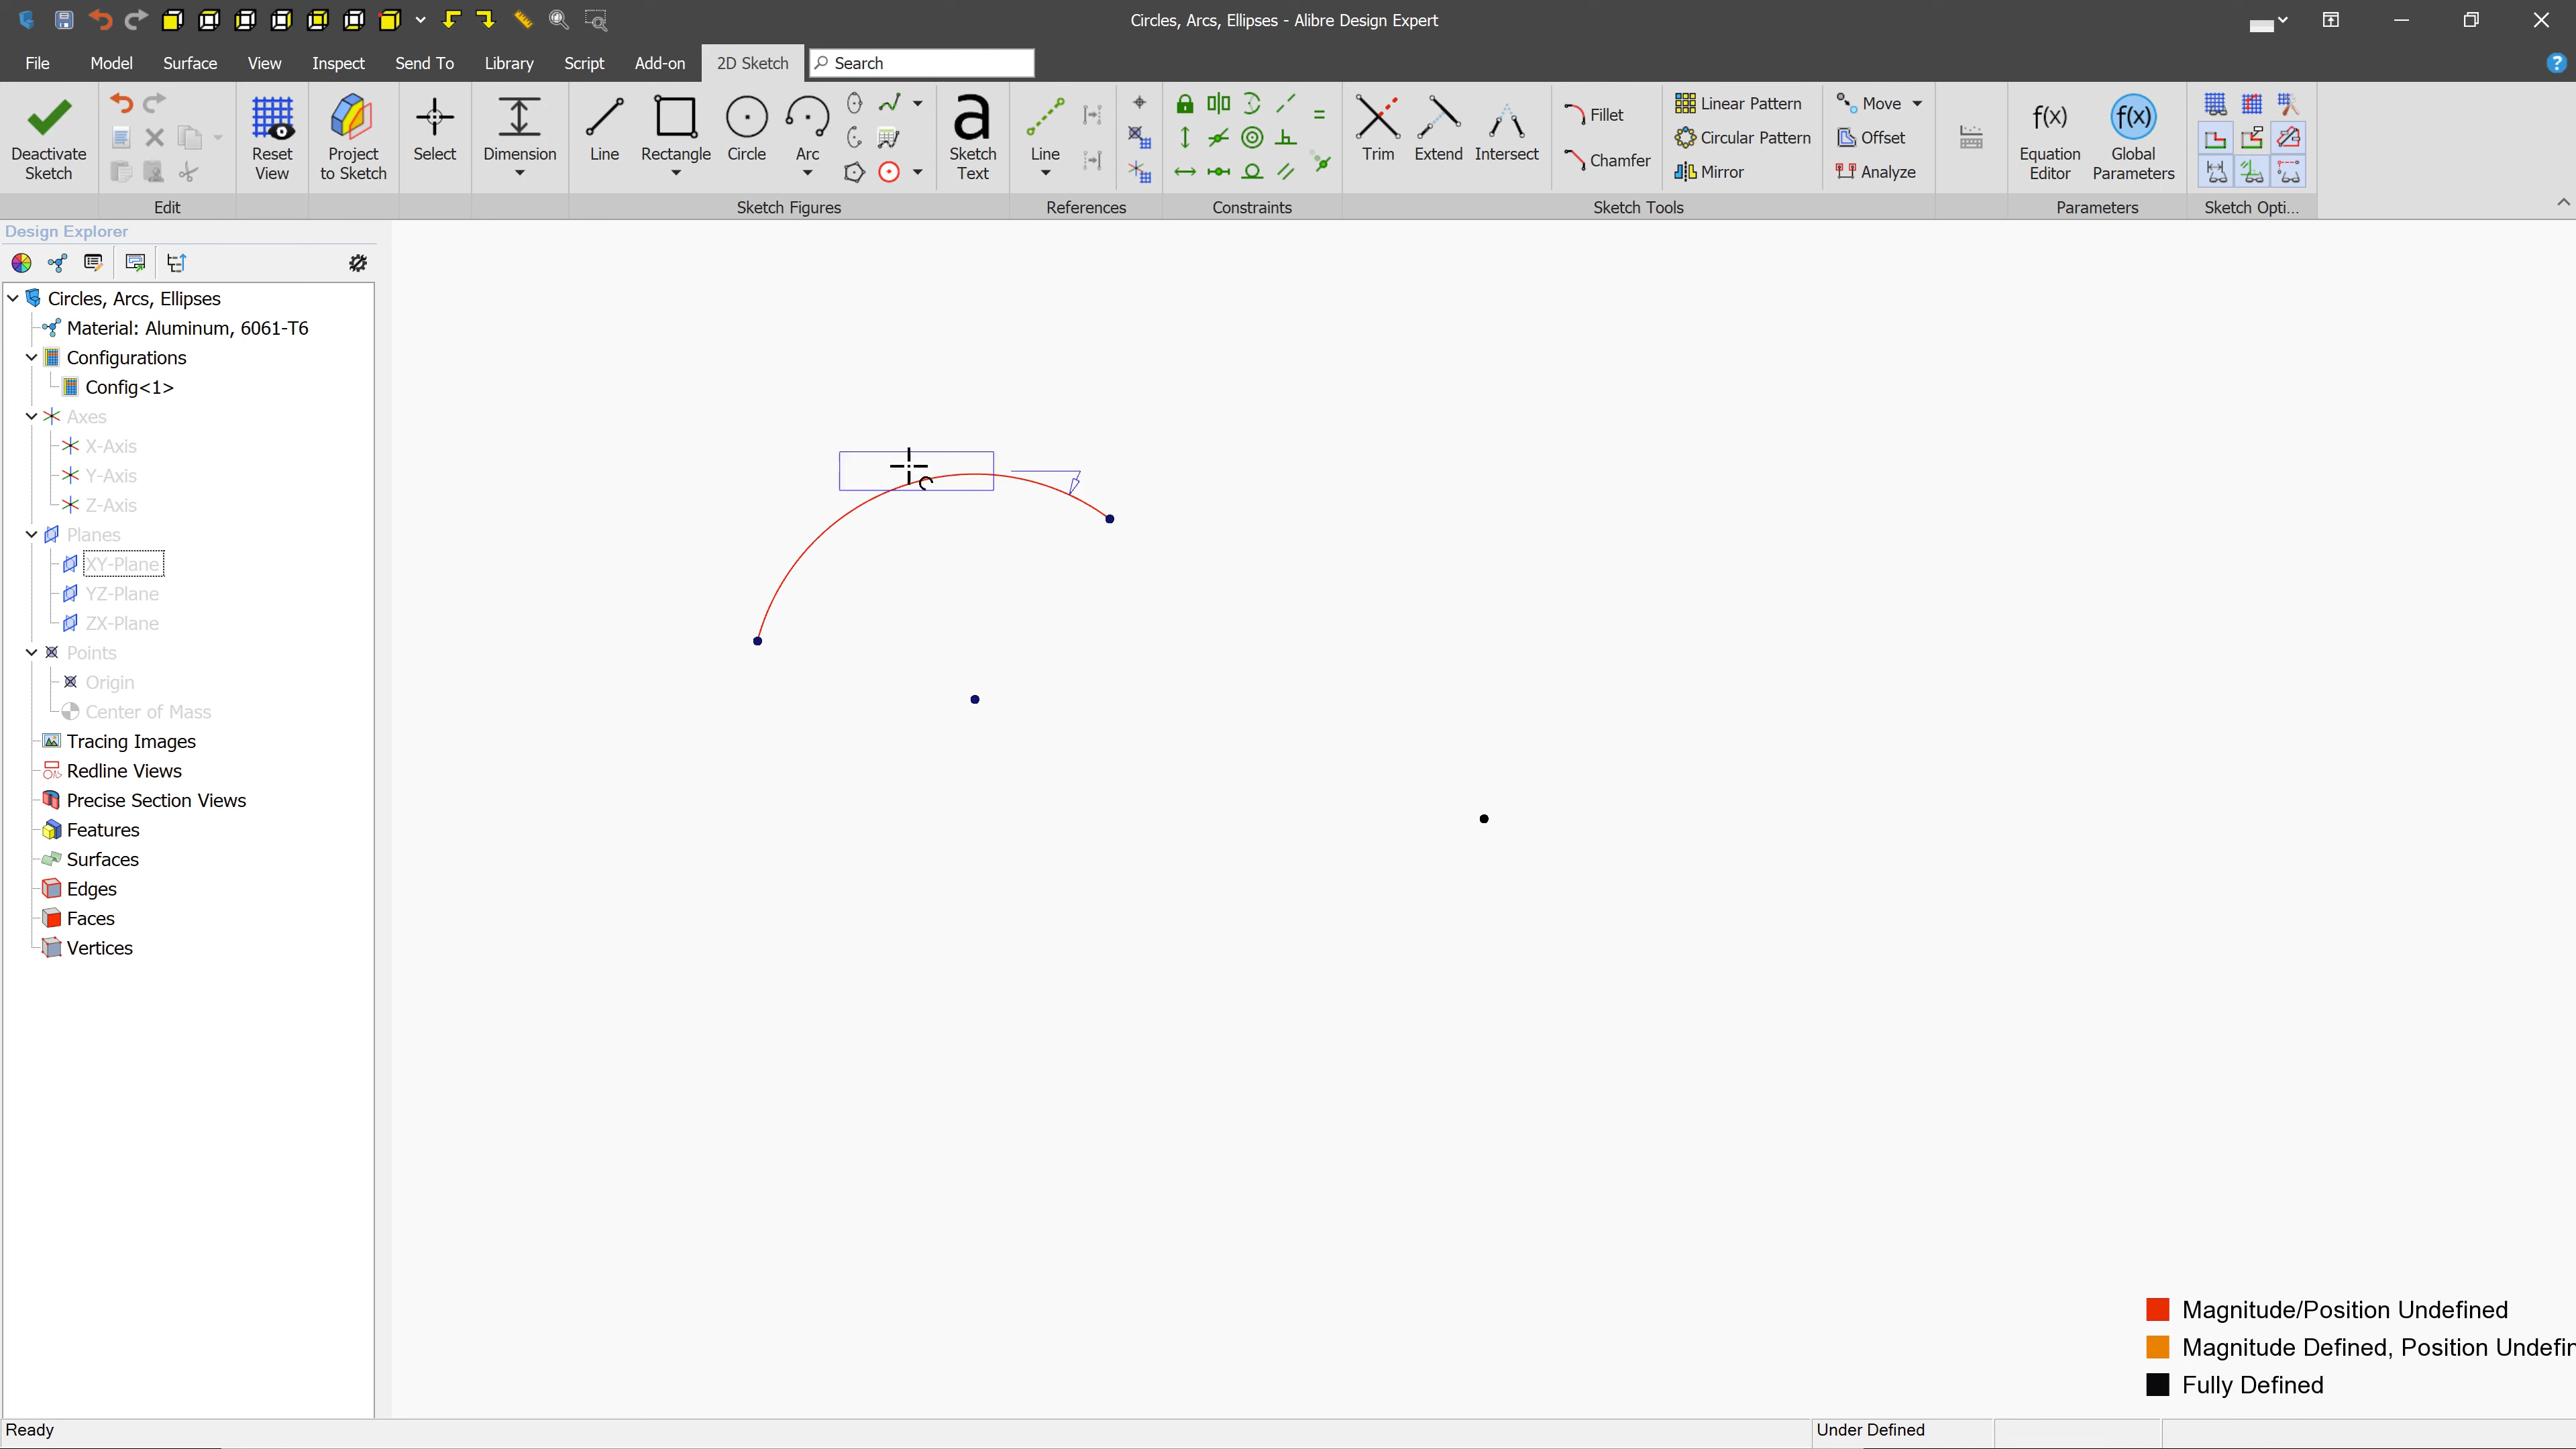 Circles, Arcs, Ellipses - Alibre Design Expert
File Model Surface View Inspect Send To Library Script Add-on 2D Sketch Search
Deactivate Sketch
Reset View
Project to Sketch
Select
Dimension
Line
Rectangle
Circle
Arc
a
Sketch Text
Line
Trim
Extend
Intersect
Fillet
Chamfer
Linear Pattern
Circular Pattern
Mirror
Move
Offset
Analyze
f(x)
Equation Editor
f(x)
Global Parameters
Edit Sketch Figures References Constraints Sketch Tools Parameters Sketch Opti...
Design Explorer
Circles, Arcs, Ellipses
Material: Aluminum, 6061-T6
Configurations
Config<1>
Axes
X-Axis
Y-Axis
Z-Axis
Planes
XY-Plane
YZ-Plane
ZX-Plane
Points
Origin
Center of Mass
Tracing Images
Redline Views
Precise Section Views
Features
Surfaces
Edges
Faces
Vertices
Magnitude/Position Undefined
Magnitude Defined, Position Undefin
Fully Defined
Ready
Under Defined